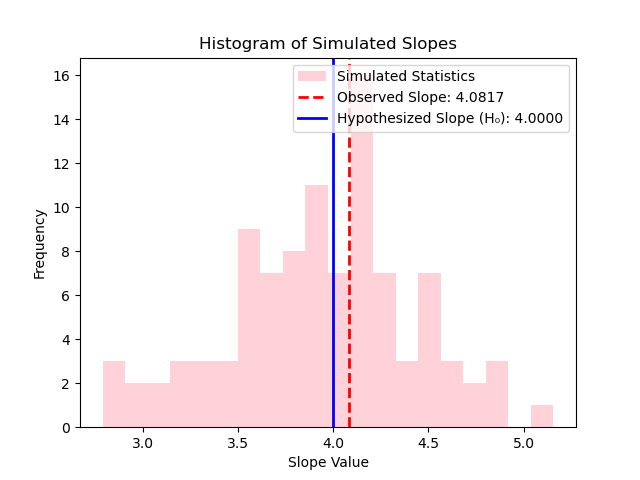 Histogram of Simulated Slopes
Simulated Statistics
Observed Slope: 4.0817
Hypothesized Slope (H₀): 4.0000
16
14
12
10
8
6
4
2
0
Frequency
3.0 3.5 4.0 4.5 5.0
Slope Value